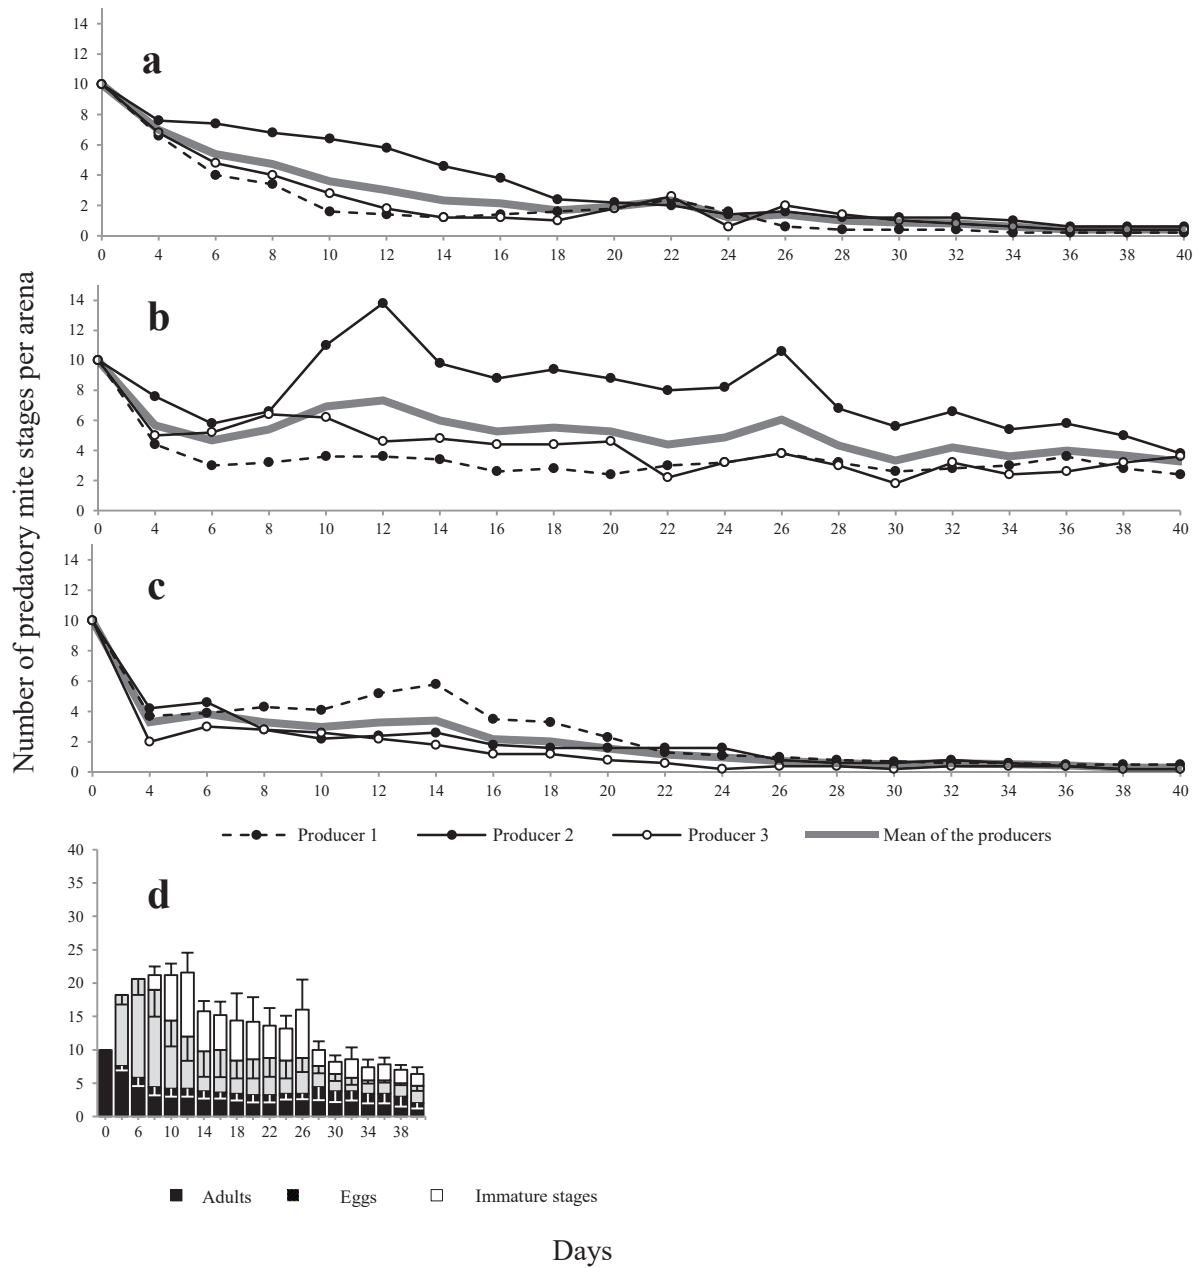 Number of predatory mite stages per arena
a
14
12
10
8
6
4
2
0
0 4 6 8 10 12 14 16 18 20 22 24 26 28 30 32 34 36 38 40
b
14
12
10
8
6
4
2
0
0 4 6 8 10 12 14 16 18 20 22 24 26 28 30 32 34 36 38 40
c
14
12
10
8
6
4
2
0
0 4 6 8 10 12 14 16 18 20 22 24 26 28 30 32 34 36 38 40
Producer 1 Producer 2 Producer 3 Mean of the producers
d
40
35
30
25
20
15
10
5
0
0 6 10 14 18 22 26 30 34 38
Adults Eggs Immature stages
Days